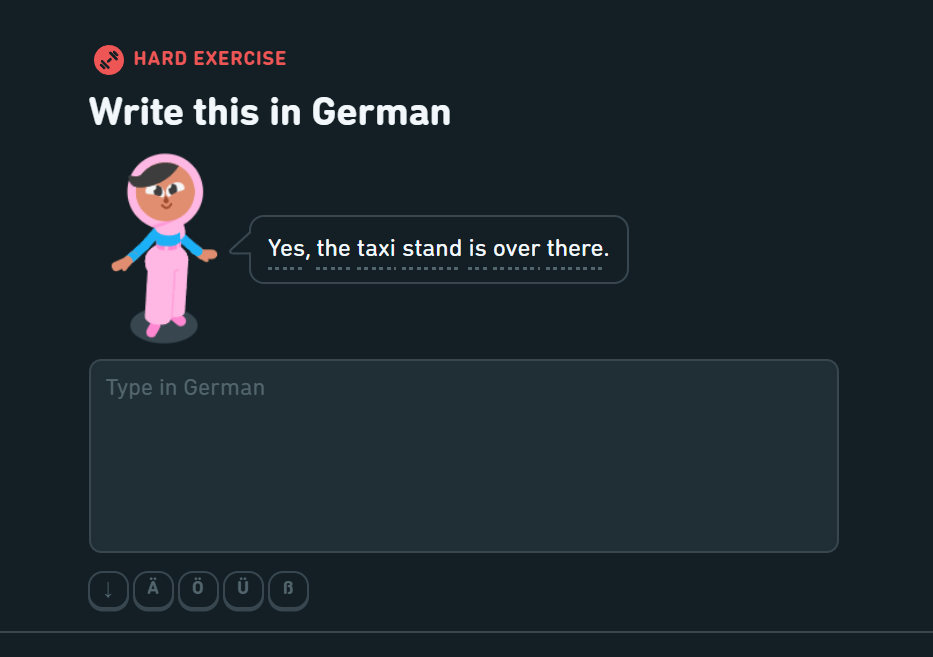 HARD EXERCISE
Write this in German
Yes, the taxi stand is over there.
Type in German
↓ Ä Ö Ü ß